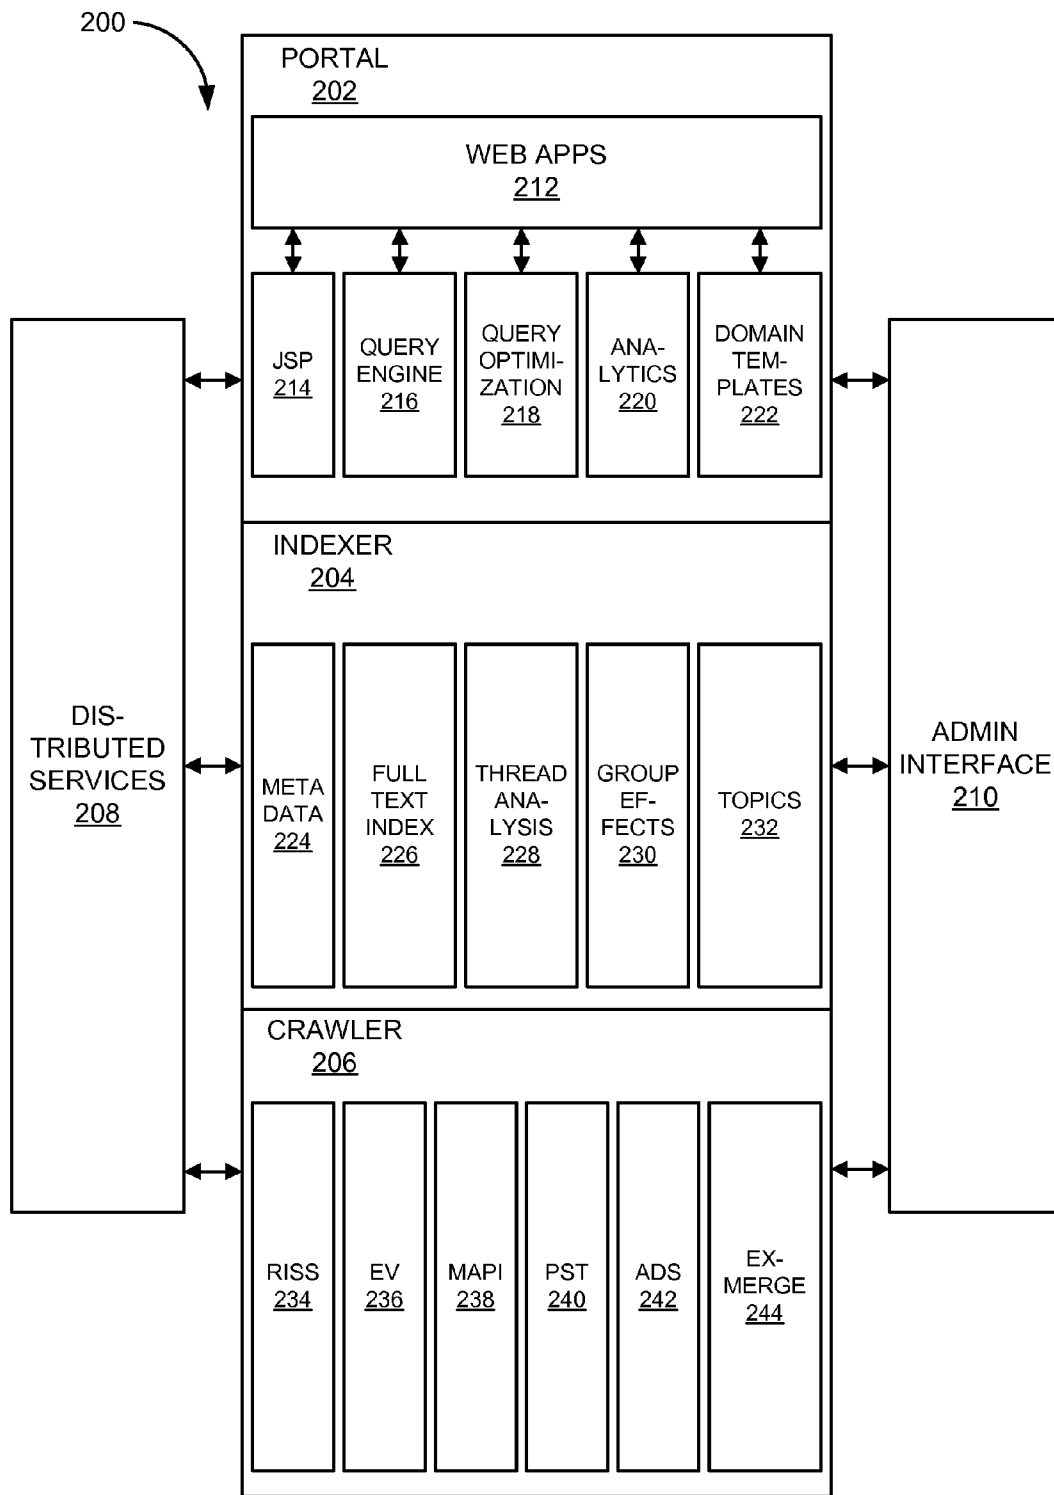 200
PORTAL
202
WEB APPS
212
JSP
214
QUERY
ENGINE
216
QUERY
OPTIMI-
ZATION
218
ANA-
LYTICS
220
DOMAIN
TEM-
PLATES
222
INDEXER
204
DIS-
TRIBUTED
SERVICES
208
META
DATA
224
FULL
TEXT
INDEX
226
THREAD
ANA-
LYSIS
228
GROUP
EF-
FECTS
230
TOPICS
232
ADMIN
INTERFACE
210
CRAWLER
206
RISS
234
EV
236
MAPI
238
PST
240
ADS
242
EX-
MERGE
244